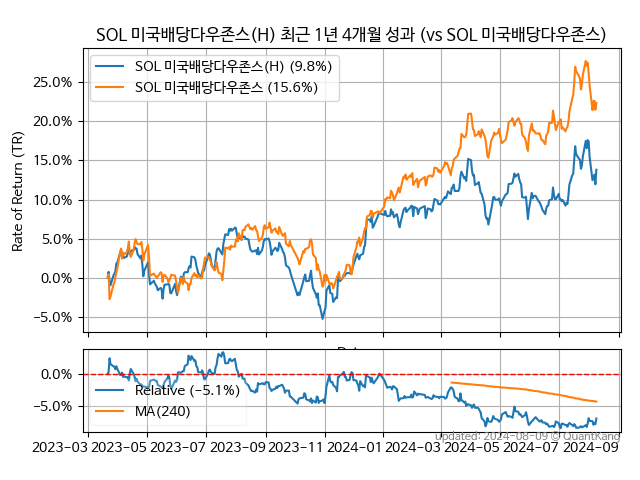 SOL 미국배당다우존스(H) 최근 1년 4개월 성과 (vs SOL 미국배당다우존스)
SOL 미국배당다우존스(H) (9.8%)
SOL 미국배당다우존스 (15.6%)
Rate of Return (TR)
25.0%
20.0%
15.0%
10.0%
5.0%
0.0%
−5.0%
0.0%
−5.0%
Relative (−5.1%)
MA(240)
updated: 2024-08-09 © QuantKang
2023-03 2023-05 2023-07 2023-09 2023-11 2024-01 2024-03 2024-05 2024-07 2024-09